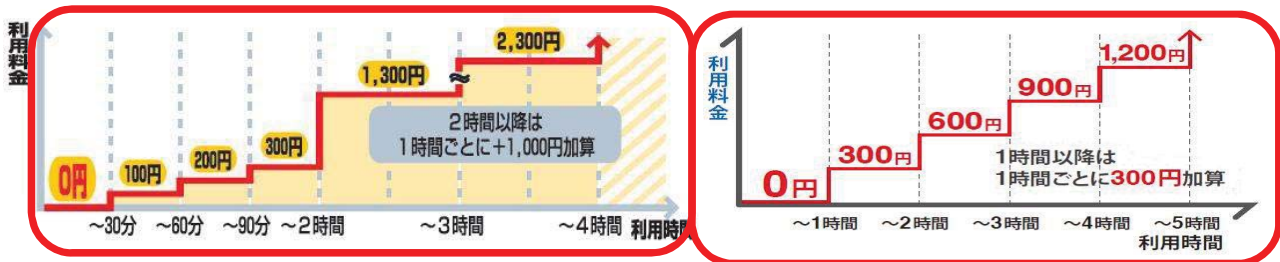 利用料金
0円
100円
200円
300円
1,300円
2,300円
≈
2時間以降は
1時間ごとに+1,000円加算
～30分
～60分
～90分
～2時間
～3時間
～4時間
利用時間
利用料金
0円
300円
600円
900円
1,200円
1時間以降は
1時間ごとに300円加算
～1時間
～2時間
～3時間
～4時間
～5時間
利用時間